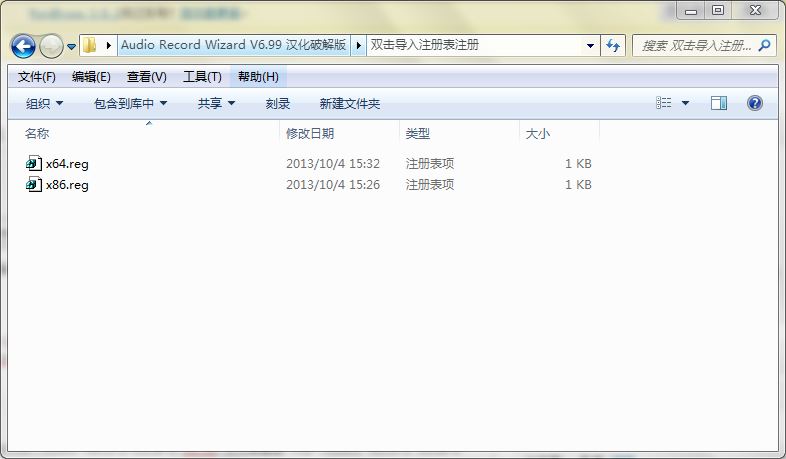 Audio Record Wizard V6.99 汉化破解版 双击导入注册表注册 搜索 双击导入注册...
文件(F) 编辑(E) 查看(V) 工具(T) 帮助(H)
组织 包含到库中 共享 刻录 新建文件夹
名称 修改日期 类型 大小
x64.reg 2013/10/4 15:32 注册表项 1 KB
x86.reg 2013/10/4 15:26 注册表项 1 KB